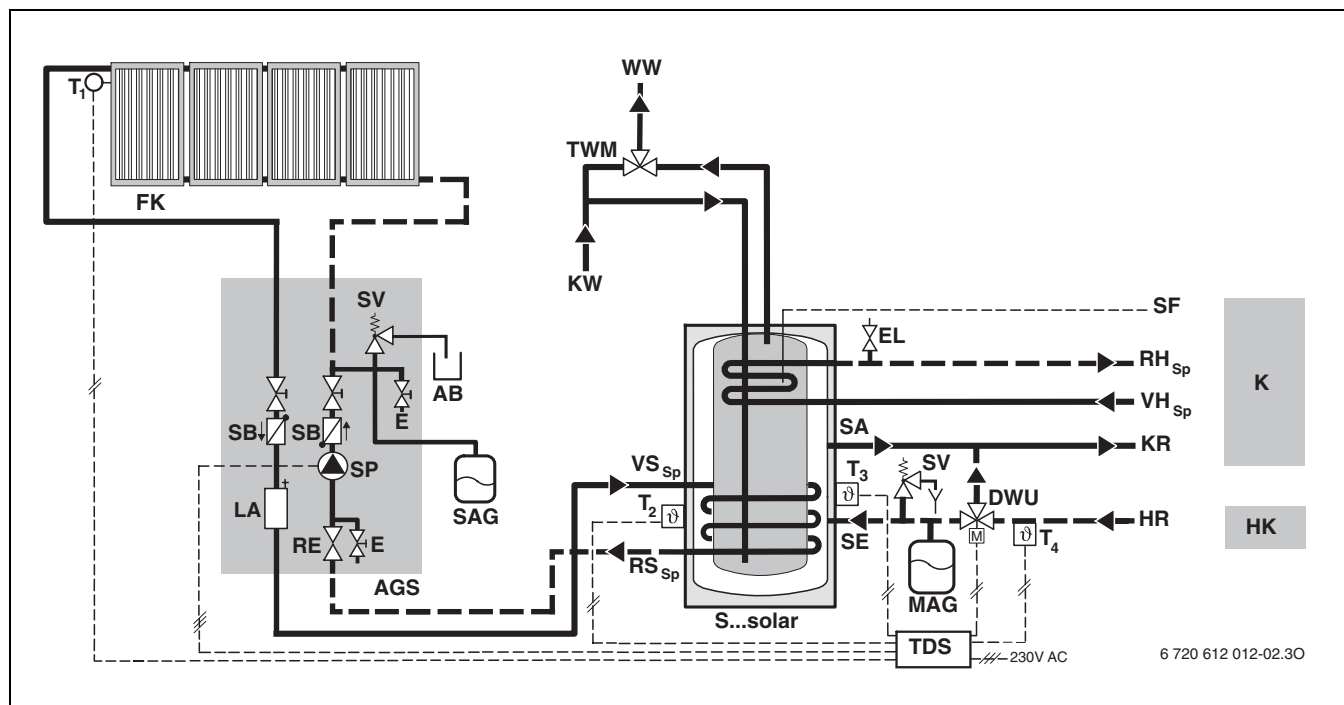 WW
T1
TWM
FK
KW
SV
SF
EL
RHSp
K
AB
VHSp
E
SB SB
SA
KR
SP
VSSp
T3
SV
LA
SAG
T2
ϑ
ϑ
DWU
HR
RE
E
SE
M
ϑ
T4
HK
RSSp
AGS
MAG
S...solar
TDS
230V AC
6 720 612 012-02.3O